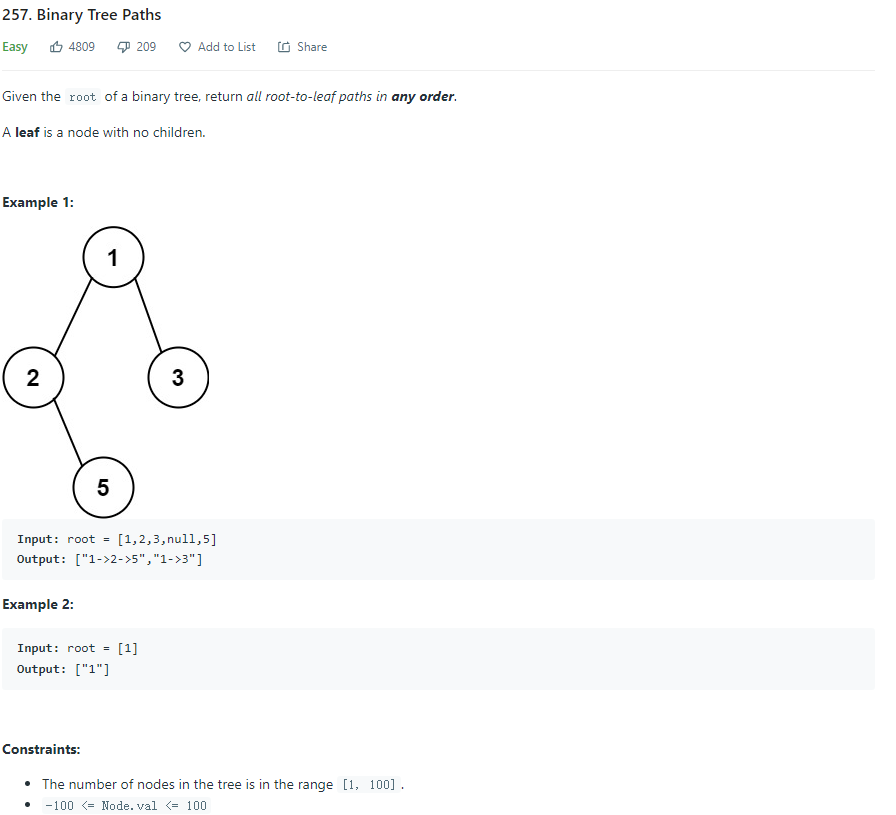 257. Binary Tree Paths
Easy 4809 209 Add to List Share
Given the root of a binary tree, return all root-to-leaf paths in any order.
A leaf is a node with no children.
Example 1:
1
2 3
5
Input: root = [1,2,3,null,5]
Output: ["1->2->5","1->3"]
Example 2:
Input: root = [1]
Output: ["1"]
Constraints:
• The number of nodes in the tree is in the range [1, 100] .
• -100 <= Node.val <= 100